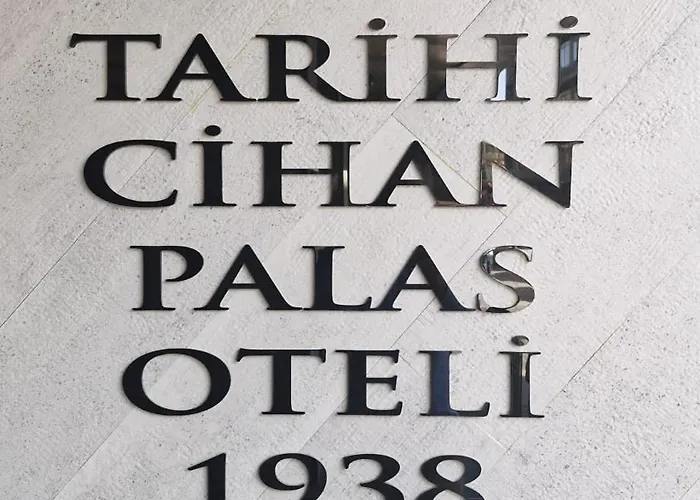 TARİHİ
CİHAN
PALAS
OTELİ
1938